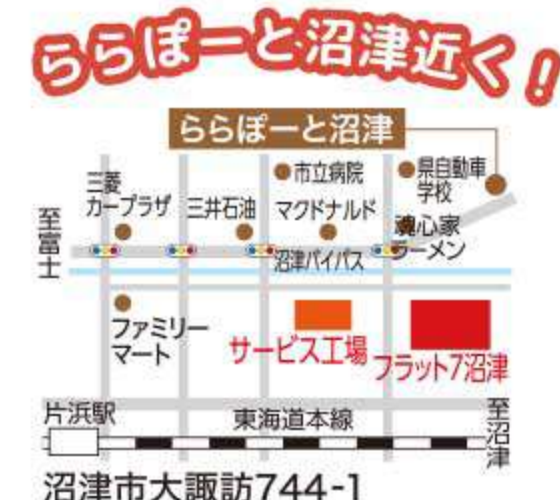 ららぽーと沼津近く!
ららぽーと沼津
市立病院
県自動車
学校
三菱
カープラザ
三井石油
マクドナルド
魂心家
ラーメン
至富士
沼津バイパス
ファミリー
マート
サービス工場
フラット7沼津
片浜駅
東海道本線
至沼津
沼津市大諏訪744-1